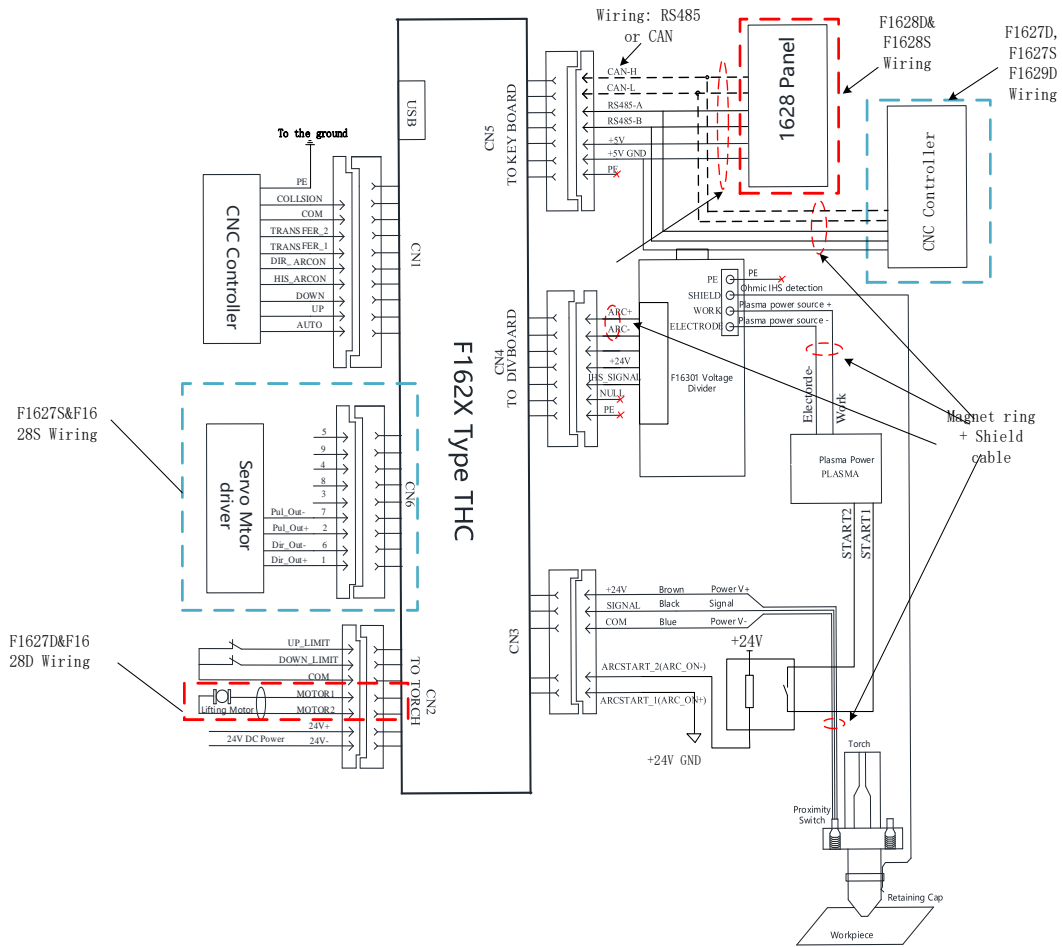 Wiring: RS485
or CAN
F1628D&
F1628S
Wiring
F1627D,
F1627S
F1629D
Wiring
USB
To the ground
CNC Controller
PE
COLLSION
COM
TRANSFER_2
TRANSFER_1
DIR_ARCON
HIS_ARCON
DOWN
UP
AUTO
CN1
F162X Type THC
CN5
TO KEY BOARD
CAN-H
CAN-L
RS485-A
RS485-B
+5V
+5V GND
PE
1628 Panel
CNC Controller
CN4
TO DIVBOARD
ARC+
ARC-
+24V
IHS_SIGNAL
NULL
PE
F16301 Voltage
Divider
PE
SHIELD
WORK
ELECTRODE
PE
Ohmic IHS detection
Plasma power source +
Plasma power source -
Electorde-
Work
Magnet ring
+ Shield
cable
Plasma Power
PLASMA
START2
START1
F1627S&F16
28S Wiring
Servo Mtor
driver
5
9
4
8
3
Pul_Out- 7
Pul_Out+ 2
Dir_Out- 6
Dir_Out+ 1
CN6
F1627D&F16
28D Wiring
UP_LIMIT
DOWN_LIMIT
COM
MOTOR1
Lifting Motor
MOTOR2
24V+
24V DC Power
24V-
TO TORCH
CN2
CN3
+24V Brown Power V+
SIGNAL Black Signal
COM Blue Power V-
ARCSTART_2(ARC_ON-)
ARCSTART_1(ARC_ON+)
+24V
+24V GND
Torch
Proximity
Switch
Retaining Cap
Workpiece